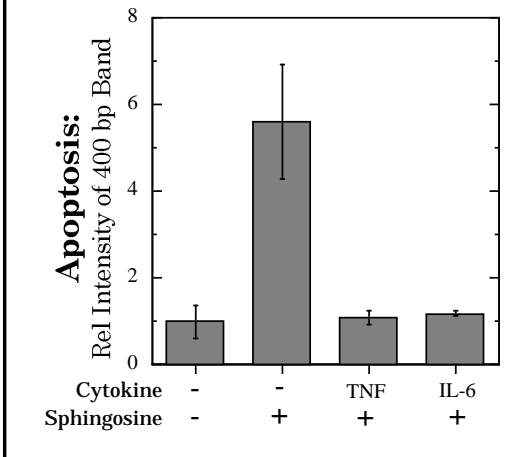 Apoptosis:
Rel Intensity of 400 bp Band
8
6
4
2
0
Cytokine - - TNF IL-6
Sphingosine - + + +